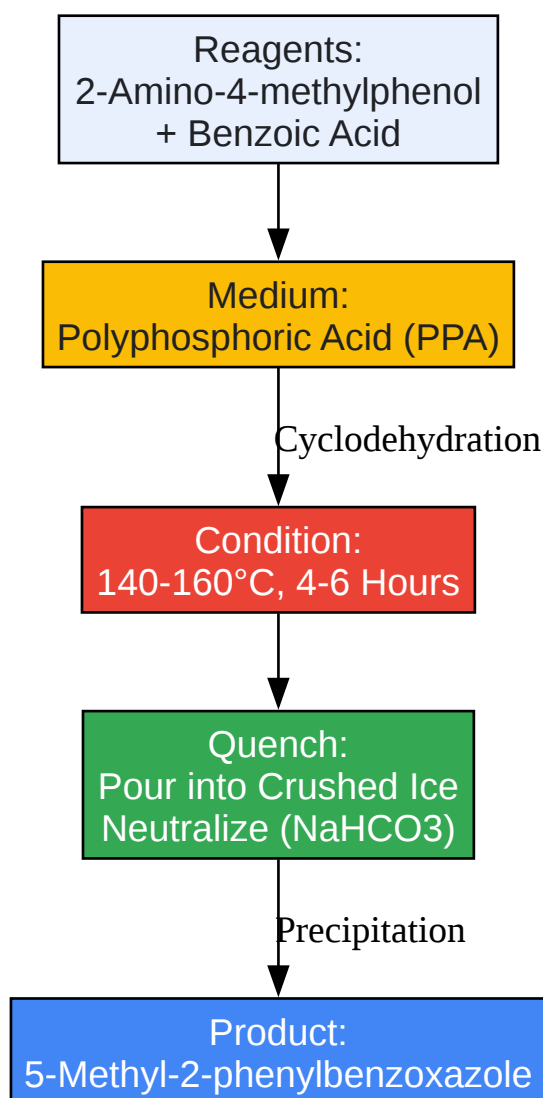 Reagents:
2-Amino-4-methylphenol
+ Benzoic Acid
Medium:
Polyphosphoric Acid (PPA)
Cyclodehydration
Condition:
140-160°C, 4-6 Hours
Quench:
Pour into Crushed Ice
Neutralize (NaHCO3)
Precipitation
Product:
5-Methyl-2-phenylbenzoxazole